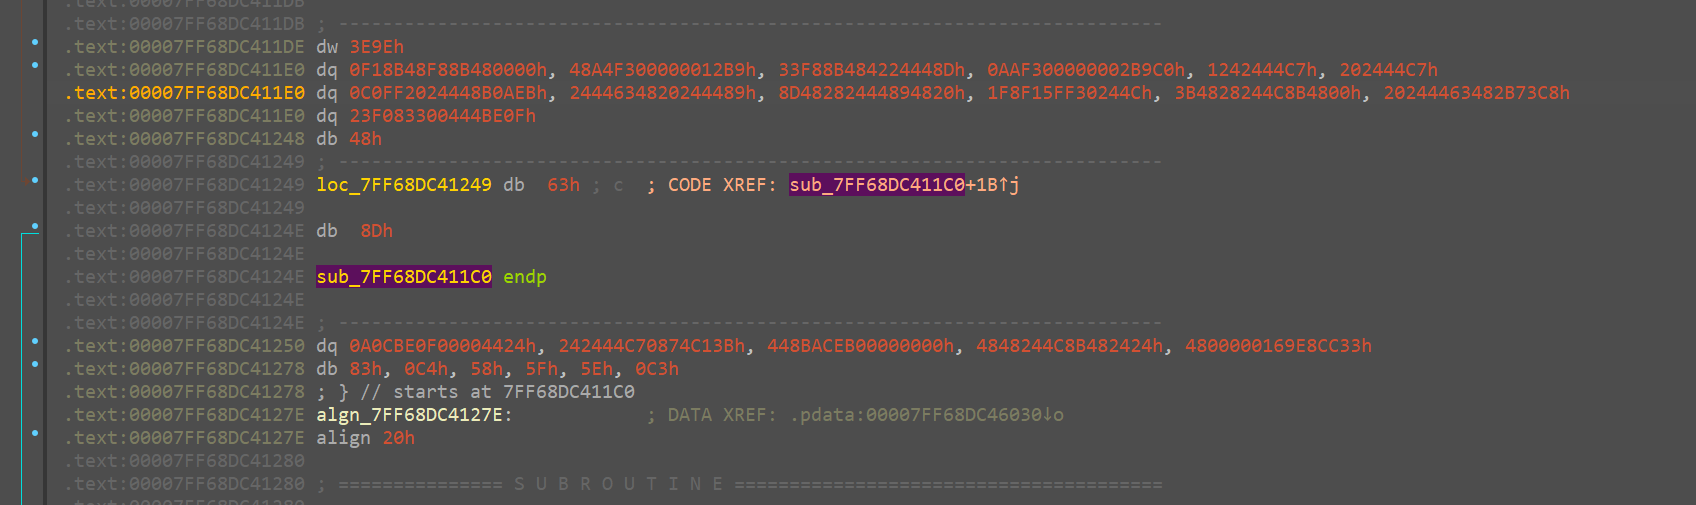 .text:00007FF68DC411DB
.text:00007FF68DC411DB ; ---------------------------------------------------------------------------
.text:00007FF68DC411DE dw 3E9Eh
.text:00007FF68DC411E0 dq 0F18B48F88B480000h, 48A4F300000012B9h, 33F88B484224448Dh, 0AAF300000002B9C0h, 1242444C7h, 202444C7h
.text:00007FF68DC411E0 dq 0C0FF2024448B0AEBh, 2444634820244489h, 8D48282444894820h, 1F8F15FF30244Ch, 3B4828244C8B4800h, 20244463482B73C8h
.text:00007FF68DC411E0 dq 23F083300444BE0Fh
.text:00007FF68DC41248 db 48h
.text:00007FF68DC41249 ; ---------------------------------------------------------------------------
.text:00007FF68DC41249 loc_7FF68DC41249 db 63h ; c ; CODE XREF: sub_7FF68DC411C0+1B↑j
.text:00007FF68DC41249
.text:00007FF68DC4124E db 8Dh
.text:00007FF68DC4124E
.text:00007FF68DC4124E sub_7FF68DC411C0 endp
.text:00007FF68DC4124E
.text:00007FF68DC4124E ; ---------------------------------------------------------------------------
.text:00007FF68DC41250 dq 0A0CBE0F00004424h, 242444C70874C13Bh, 448BACEB00000000h, 4848244C8B482424h, 4800000169E8CC33h
.text:00007FF68DC41278 db 83h, 0C4h, 58h, 5Fh, 5Eh, 0C3h
.text:00007FF68DC41278 ; } // starts at 7FF68DC411C0
.text:00007FF68DC4127E algn_7FF68DC4127E: ; DATA XREF: .pdata:00007FF68DC46030↓o
.text:00007FF68DC4127E align 20h
.text:00007FF68DC41280
.text:00007FF68DC41280 ; =============== S U B R O U T I N E =======================================